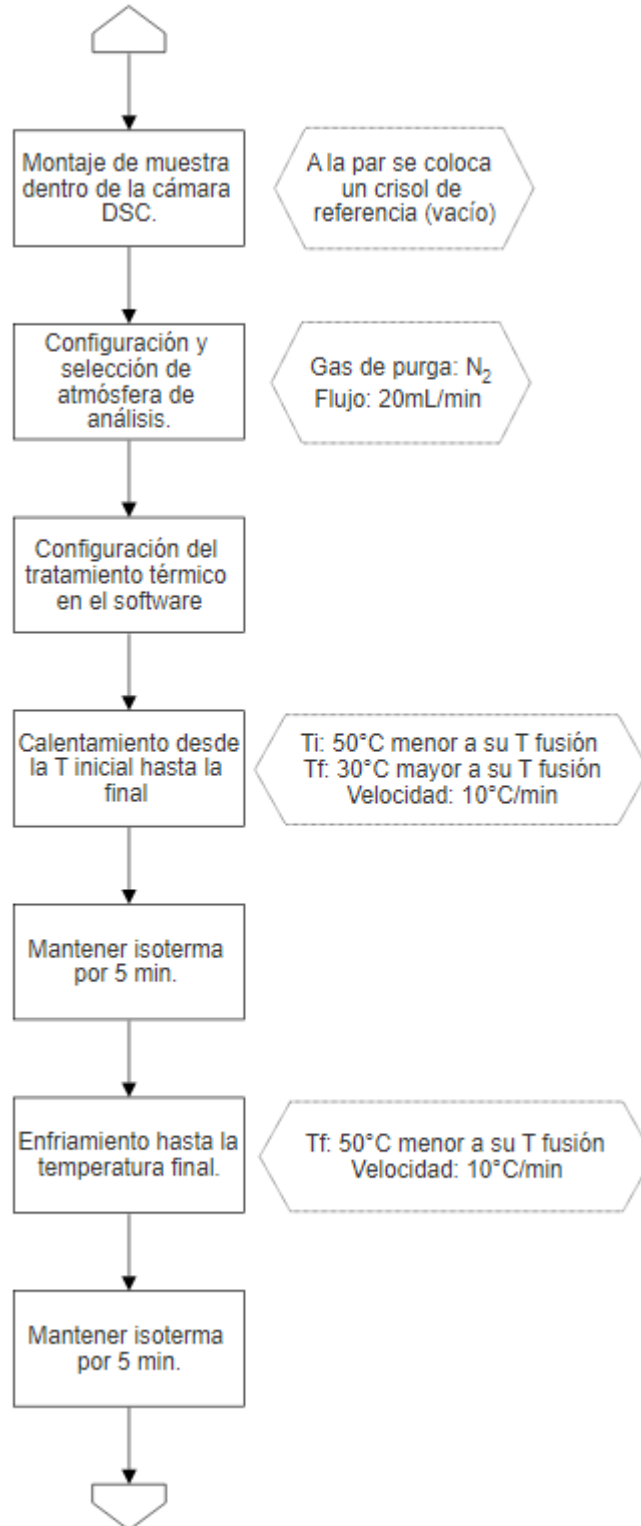 Montaje de muestra
dentro de la cámara
DSC.
A la par se coloca
un crisol de
referencia (vacío)
Configuración y
selección de
atmósfera de
análisis.
Gas de purga: N₂
Flujo: 20mL/min
Configuración del
tratamiento térmico
en el software
Calentamiento desde
la T inicial hasta la
final
Ti: 50°C menor a su T fusión
Tf: 30°C mayor a su T fusión
Velocidad: 10°C/min
Mantener isoterma
por 5 min.
Enfriamiento hasta la
temperatura final.
Tf: 50°C menor a su T fusión
Velocidad: 10°C/min
Mantener isoterma
por 5 min.